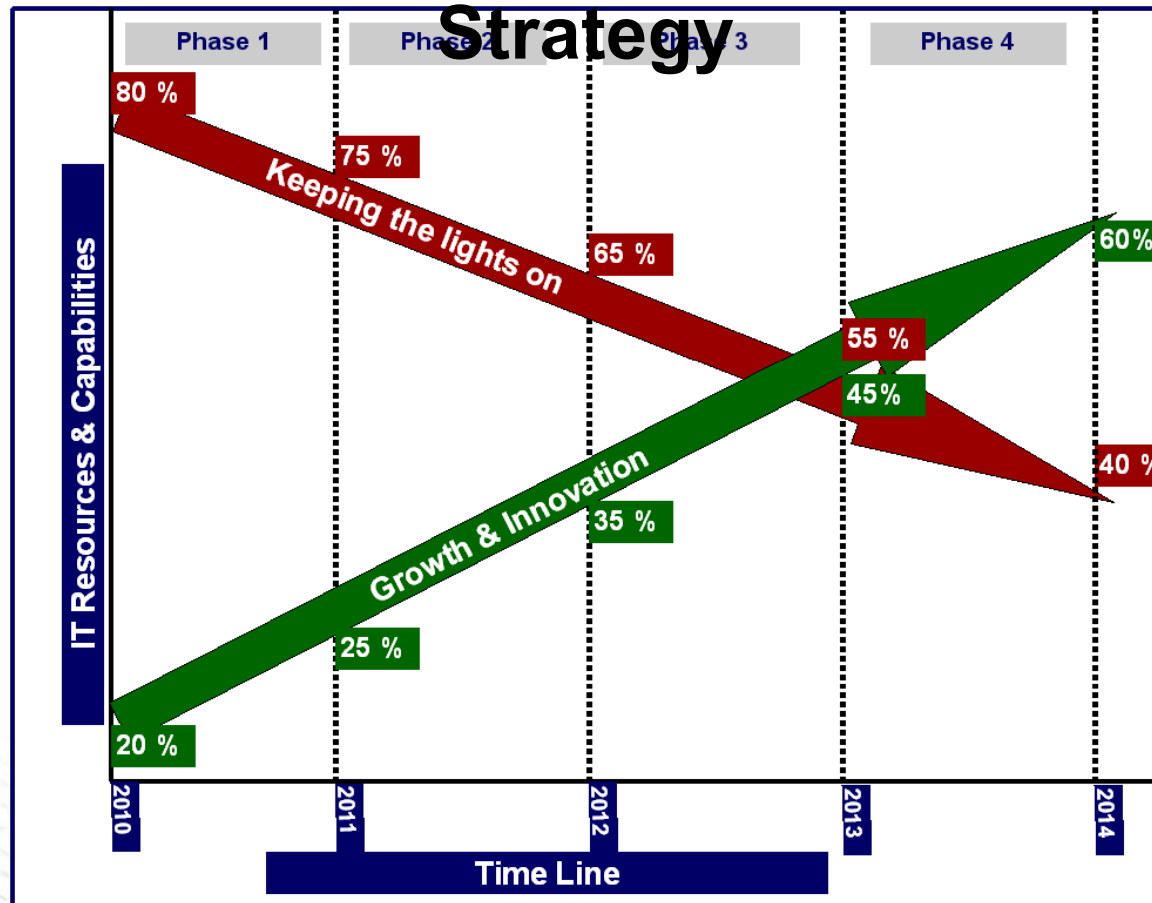 Strategy
Phase 1
Phase 2
Phase 3
Phase 4
80 %
75 %
Keeping the lights on
65 %
60%
55 %
45%
40 %
Growth & Innovation
35 %
25 %
20 %
IT Resources & Capabilities
2010
2011
2012
2013
2014
Time Line